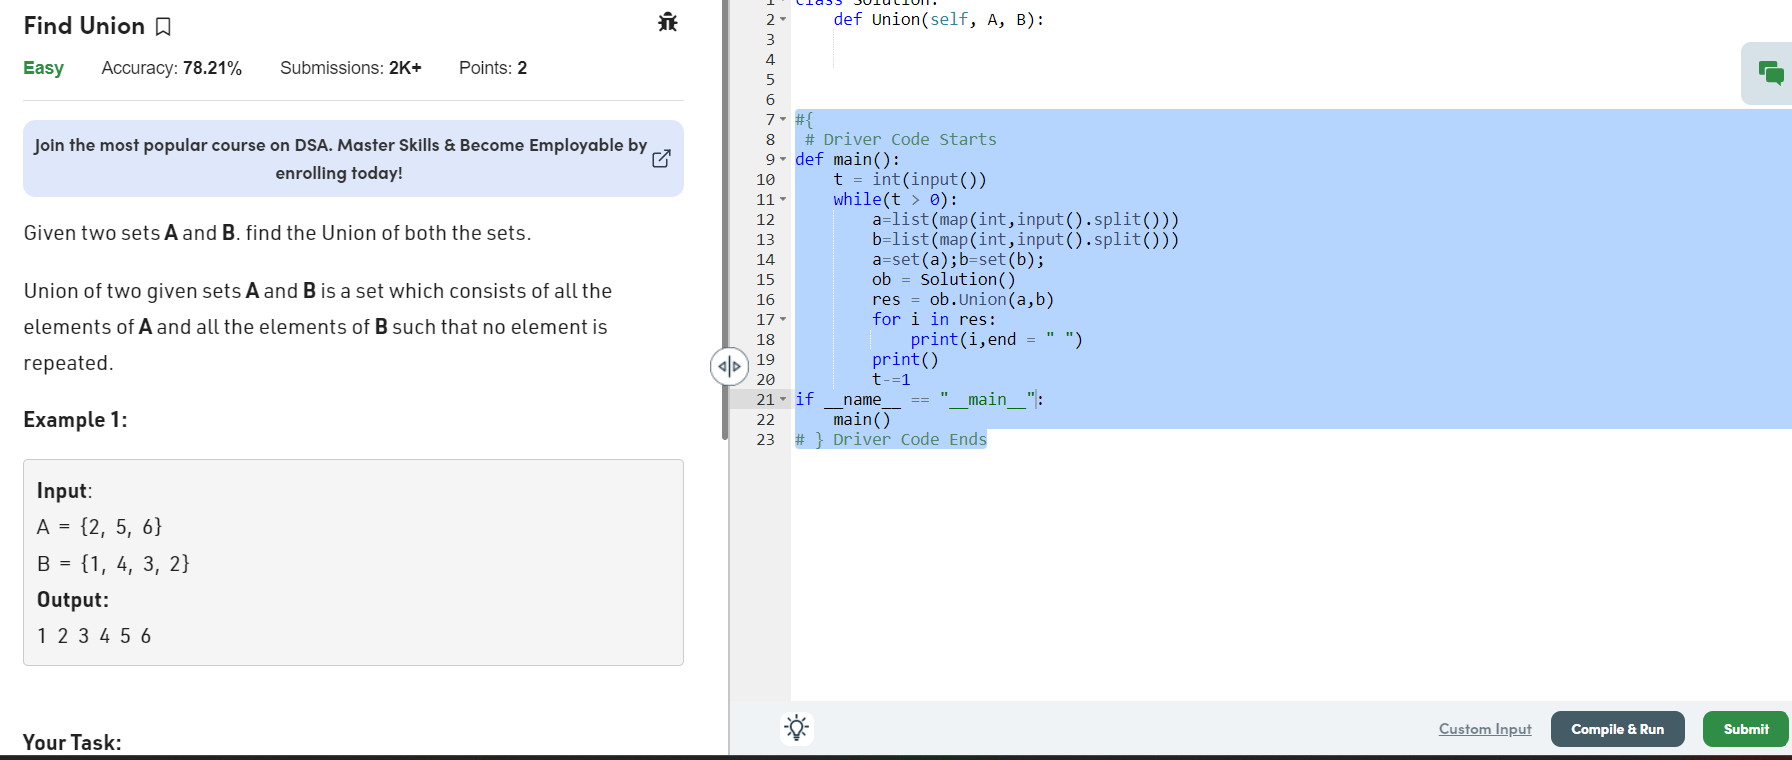 Find Union
Easy Accuracy: 78.21% Submissions: 2K+ Points: 2
Join the most popular course on DSA. Master Skills & Become Employable by
enrolling today!
Given two sets A and B. find the Union of both the sets.
Union of two given sets A and B is a set which consists of all the
elements of A and all the elements of B such that no element is
repeated.
Example 1:
Input:
A = {2, 5, 6}
B = {1, 4, 3, 2}
Output:
1 2 3 4 5 6
Your Task:
1 class Solution:
2 def Union(self, A, B):
3
4
5
6
7 #{
8 # Driver Code Starts
9 def main():
10 t = int(input())
11 while(t > 0):
12 a=list(map(int,input().split()))
13 b=list(map(int,input().split()))
14 a=set(a);b=set(b);
15 ob = Solution()
16 res = ob.Union(a,b)
17 for i in res:
18 print(i,end = " ")
19 print()
20 t-=1
21 if __name__ == "__main__":
22 main()
23 # } Driver Code Ends
Custom Input Compile & Run Submit